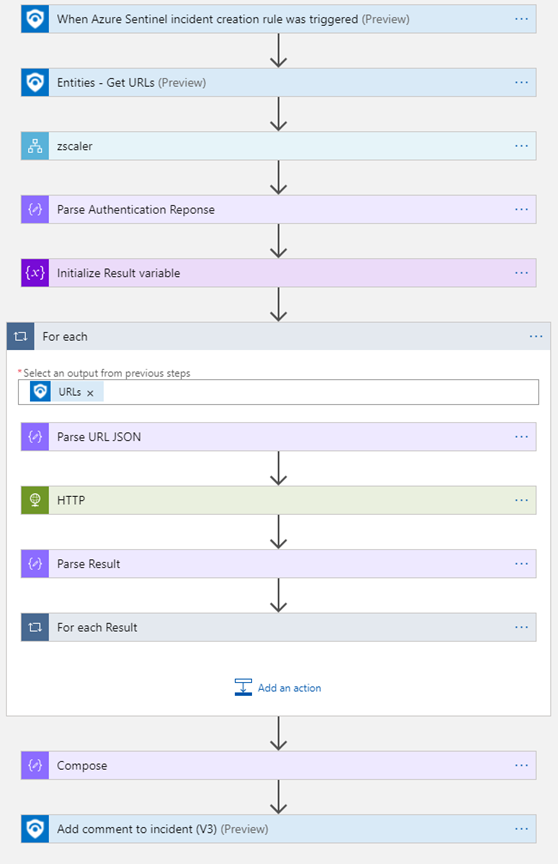 When Azure Sentinel incident creation rule was triggered (Preview)
Entities - Get URLs (Preview)
zscaler
Parse Authentication Reponse
{x} Initialize Result variable
For each
*Select an output from previous steps
URLs ×
Parse URL JSON
HTTP
Parse Result
For each Result
Add an action
Compose
Add comment to incident (V3) (Preview)